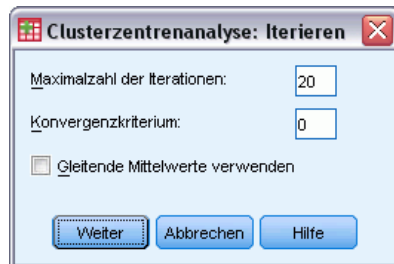 Clusterzentrenanalyse: Iterieren
Maximalzahl der Iterationen: 20
Konvergenzkriterium: 0
Gleitende Mittelwerte verwenden
Weiter Abbrechen Hilfe